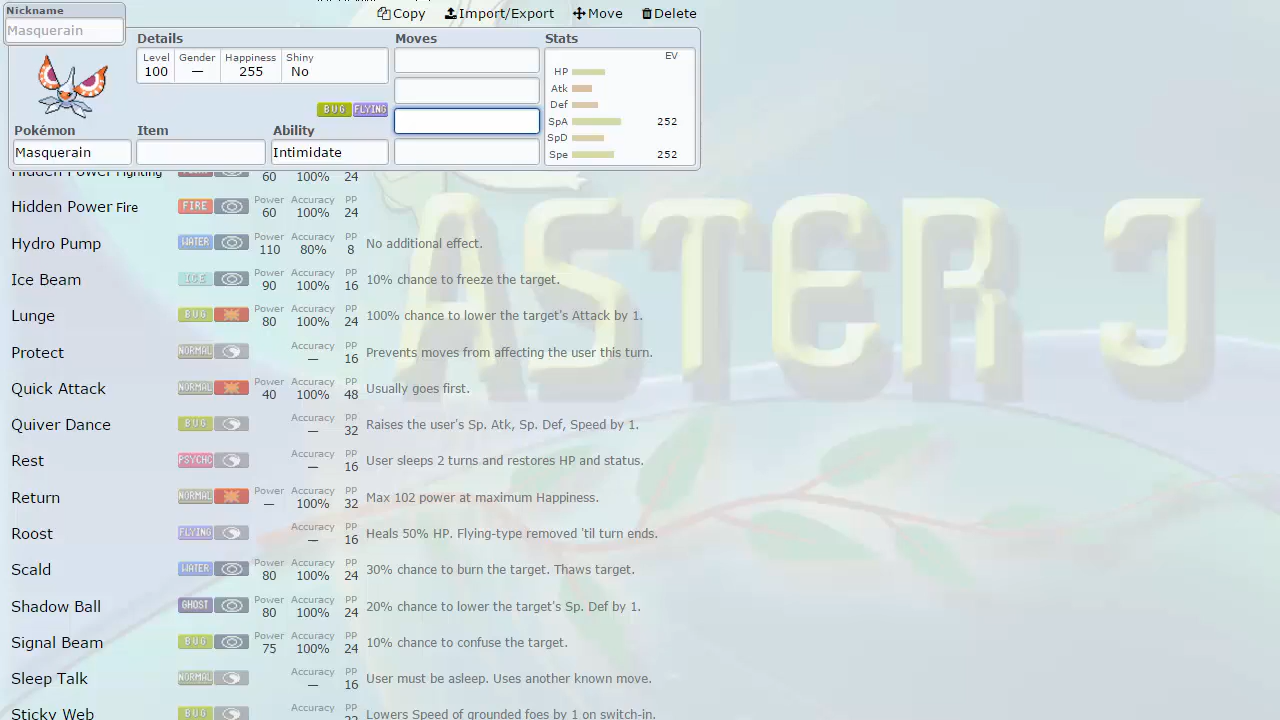 Nickname
Masquerain
Copy Import/Export Move Delete
Details
Level Gender Happiness Shiny
100 — 255 No
BUG FLYING
Pokémon Item Ability
Masquerain Intimidate
Moves
Stats
EV
HP
Atk
Def
SpA 252
SpD
Spe 252
Hidden Power Fighting 60 100% 24
Hidden Power Fire FIRE Power 60 Accuracy 100% PP 24
Hydro Pump WATER Power 110 Accuracy 80% PP 8 No additional effect.
Ice Beam ICE Power 90 Accuracy 100% PP 16 10% chance to freeze the target.
Lunge BUG Power 80 Accuracy 100% PP 24 100% chance to lower the target's Attack by 1.
Protect NORMAL Accuracy — PP 16 Prevents moves from affecting the user this turn.
Quick Attack NORMAL Power 40 Accuracy 100% PP 48 Usually goes first.
Quiver Dance BUG Accuracy — PP 32 Raises the user's Sp. Atk, Sp. Def, Speed by 1.
Rest PSYCHC Accuracy — PP 16 User sleeps 2 turns and restores HP and status.
Return NORMAL Power — Accuracy 100% PP 32 Max 102 power at maximum Happiness.
Roost FLYING Accuracy — PP 16 Heals 50% HP. Flying-type removed 'til turn ends.
Scald WATER Power 80 Accuracy 100% PP 24 30% chance to burn the target. Thaws target.
Shadow Ball GHOST Power 80 Accuracy 100% PP 24 20% chance to lower the target's Sp. Def by 1.
Signal Beam BUG Power 75 Accuracy 100% PP 24 10% chance to confuse the target.
Sleep Talk NORMAL Accuracy — PP 16 User must be asleep. Uses another known move.
Sticky Web BUG Accuracy PP 32 Lowers Speed of grounded foes by 1 on switch-in.
ASTER J